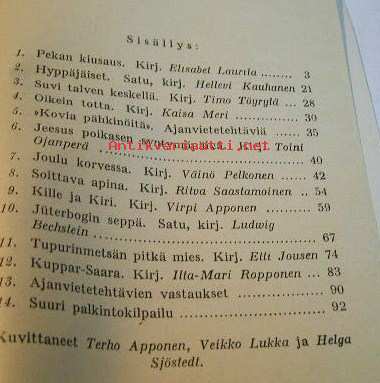 Sisällys:
1. Pekan kiusaus. Kirj. Elisabet Laurila ........ 3
2. Hyppäjäiset. Satu, kirj. Hellevi Kauhanen 21
3. Suvi talven keskellä. Kirj. Timo Töyrylä ... 28
4. Oikein totta. Kirj. Kaisa Meri ............... 30
5. »Kovia pähkinöitä». Ajanvietetehtäviä ...... 35
6. Jeesus poikasen Kirj. Toini
Ojanperä ........................................ 40
7. Joulu korvessa. Kirj. Väinö Pelkonen ...... 42
8. Soittava apina. Kirj. Ritva Saastamoinen .. 54
9. Kille ja Kiri. Kirj. Virpi Apponen ......... 59
10. Jüterbogin seppä. Satu, kirj. Ludwig
Bechstein ........................................ 67
11. Tupurinmetsän pitkä mies. Kirj. Elli Jousen 74
12. Kuppar-Saara. Kirj. Ilta-Mari Ropponen ... 83
13. Ajanvietetehtävien vastaukset ............... 90
14. Suuri palkintokilpailu ........................ 92
Kuvittaneet Terho Apponen, Veikko Lukka ja Helga
Sjöstedt.